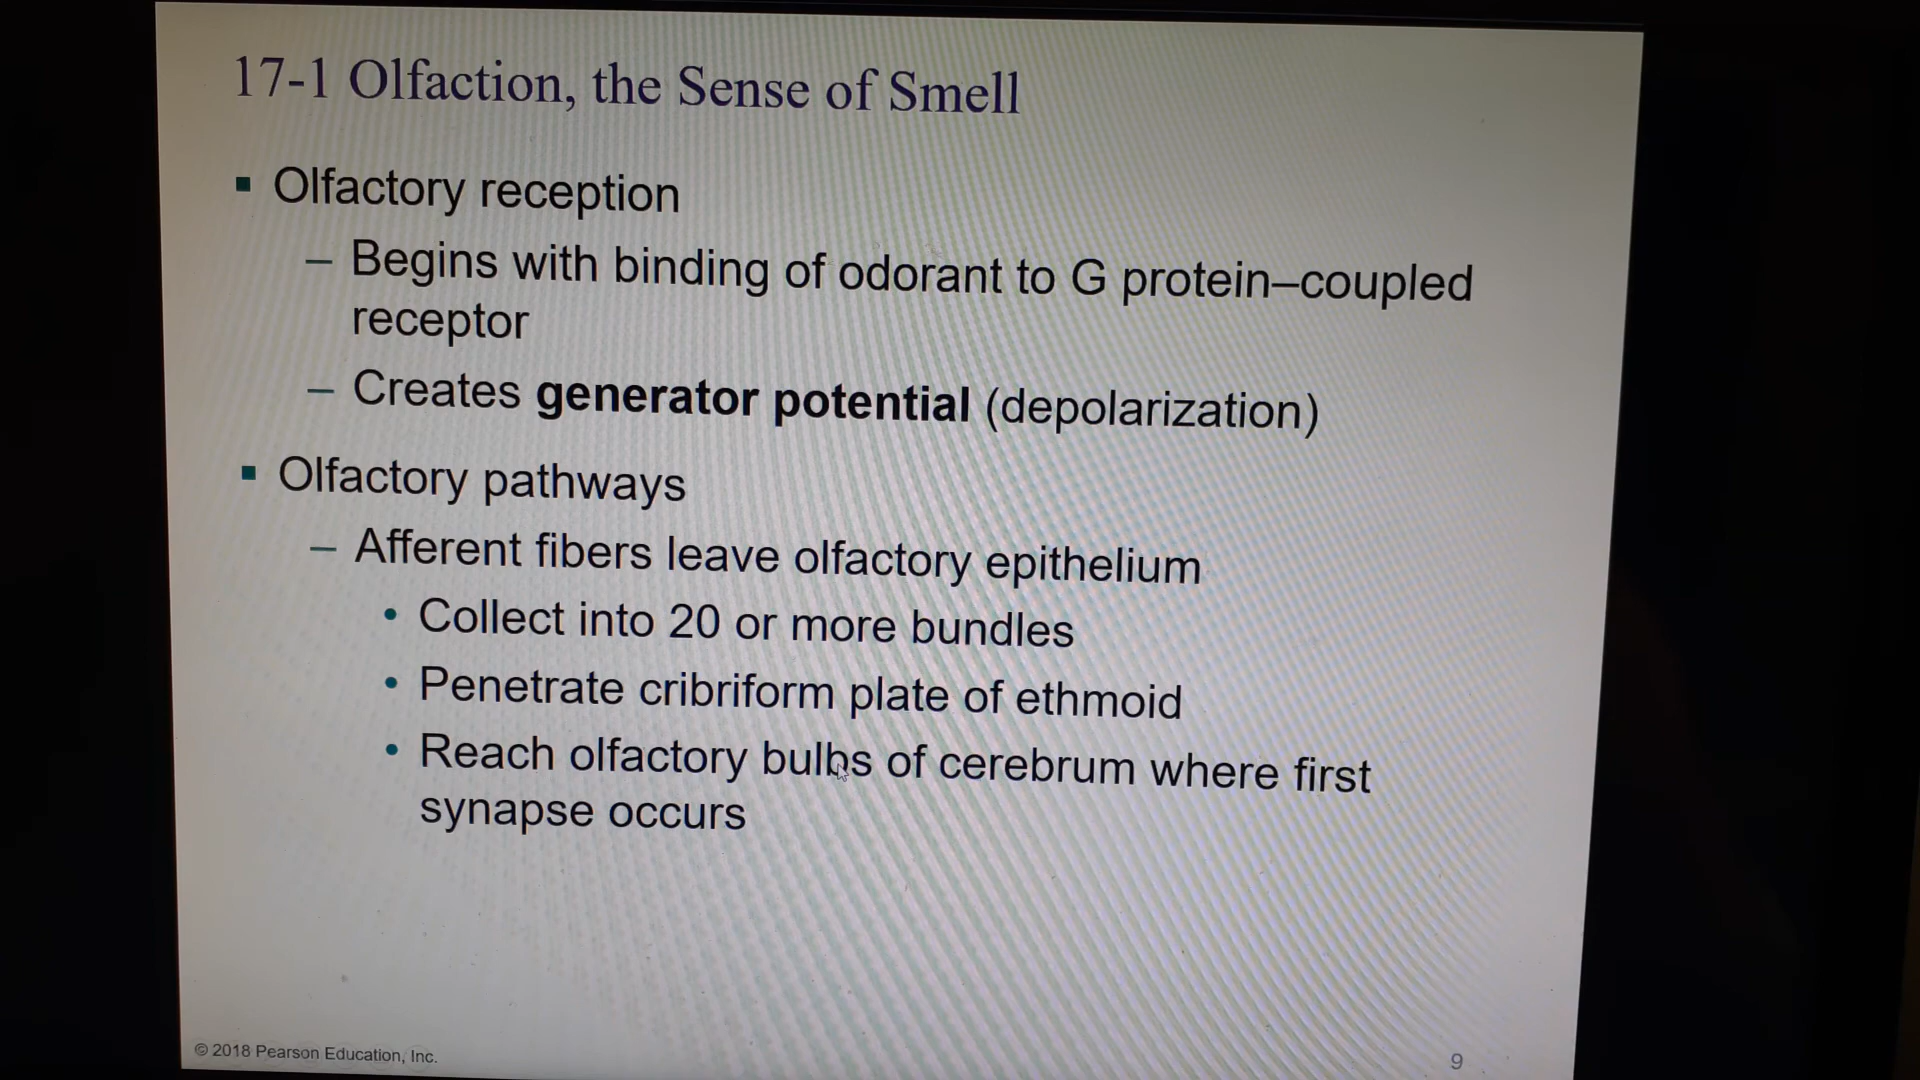 17-1 Olfaction, the Sense of Smell
▪ Olfactory reception
– Begins with binding of odorant to G protein–coupled
receptor
– Creates generator potential (depolarization)
▪ Olfactory pathways
– Afferent fibers leave olfactory epithelium
• Collect into 20 or more bundles
• Penetrate cribriform plate of ethmoid
• Reach olfactory bulbs of cerebrum where first
synapse occurs
© 2018 Pearson Education, Inc.
9